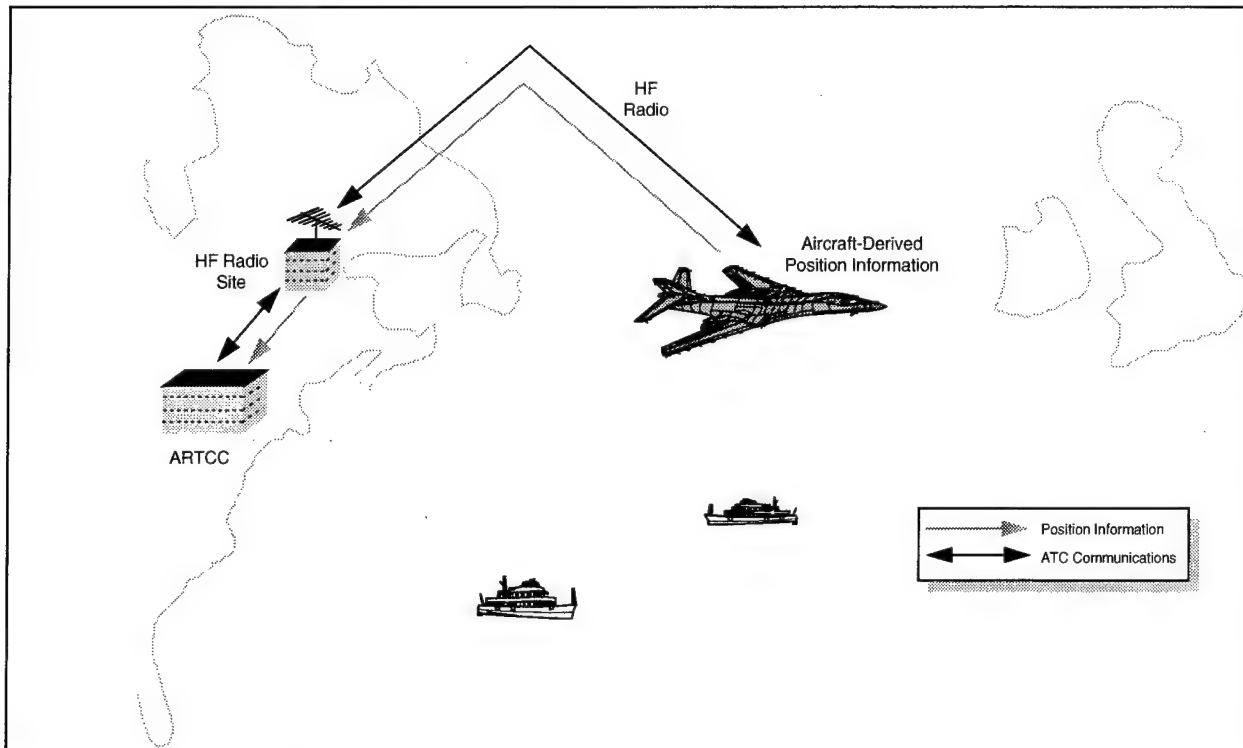 HF
Radio
Aircraft-Derived
Position Information
HF Radio
Site
ARTCC
Position Information
ATC Communications